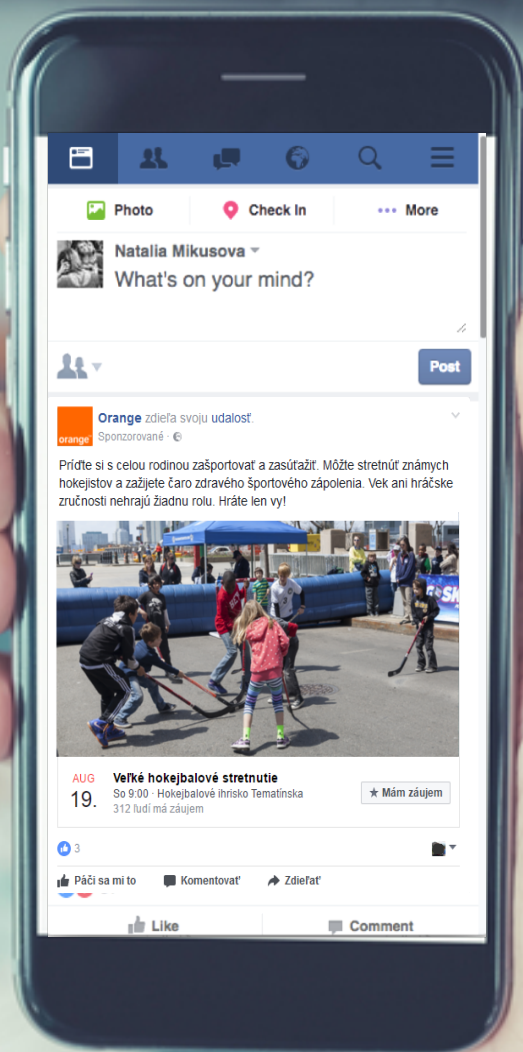 Photo
Check In
More
Natalia Mikusova
What's on your mind?
Post
Orange zdieľa svoju udalosť.
Sponzorované
orange
Príďte si s celou rodinou zašportovať a zasúťažiť. Môžte stretnúť známych
hokejistov a zažijete čaro zdravého športového zápolenia. Vek ani hráčske
zručnosti nehrajú žiadnu rolu. Hráte len vy!
AUG
19.
Veľké hokejbalové stretnutie
So 9:00 · Hokejbalové ihrisko Tematínska
312 ľudí má záujem
★ Mám záujem
3
Páči sa mi to
Komentovať
Zdieľať
Like
Comment